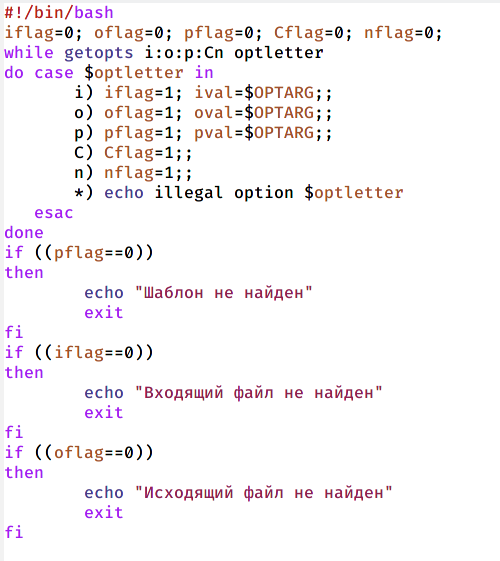 #!/bin/bash
iflag=0; oflag=0; pflag=0; Cflag=0; nflag=0;
while getopts i:o:p:Cn optletter
do case $optletter in
       i) iflag=1; ival=$OPTARG;;
       o) oflag=1; oval=$OPTARG;;
       p) pflag=1; pval=$OPTARG;;
       C) Cflag=1;;
       n) nflag=1;;
       *) echo illegal option $optletter
   esac
done
if ((pflag==0))
then
        echo "Шаблон не найден"
        exit
fi
if ((iflag==0))
then
        echo "Входящий файл не найден"
        exit
fi
if ((oflag==0))
then
        echo "Исходящий файл не найден"
        exit
fi